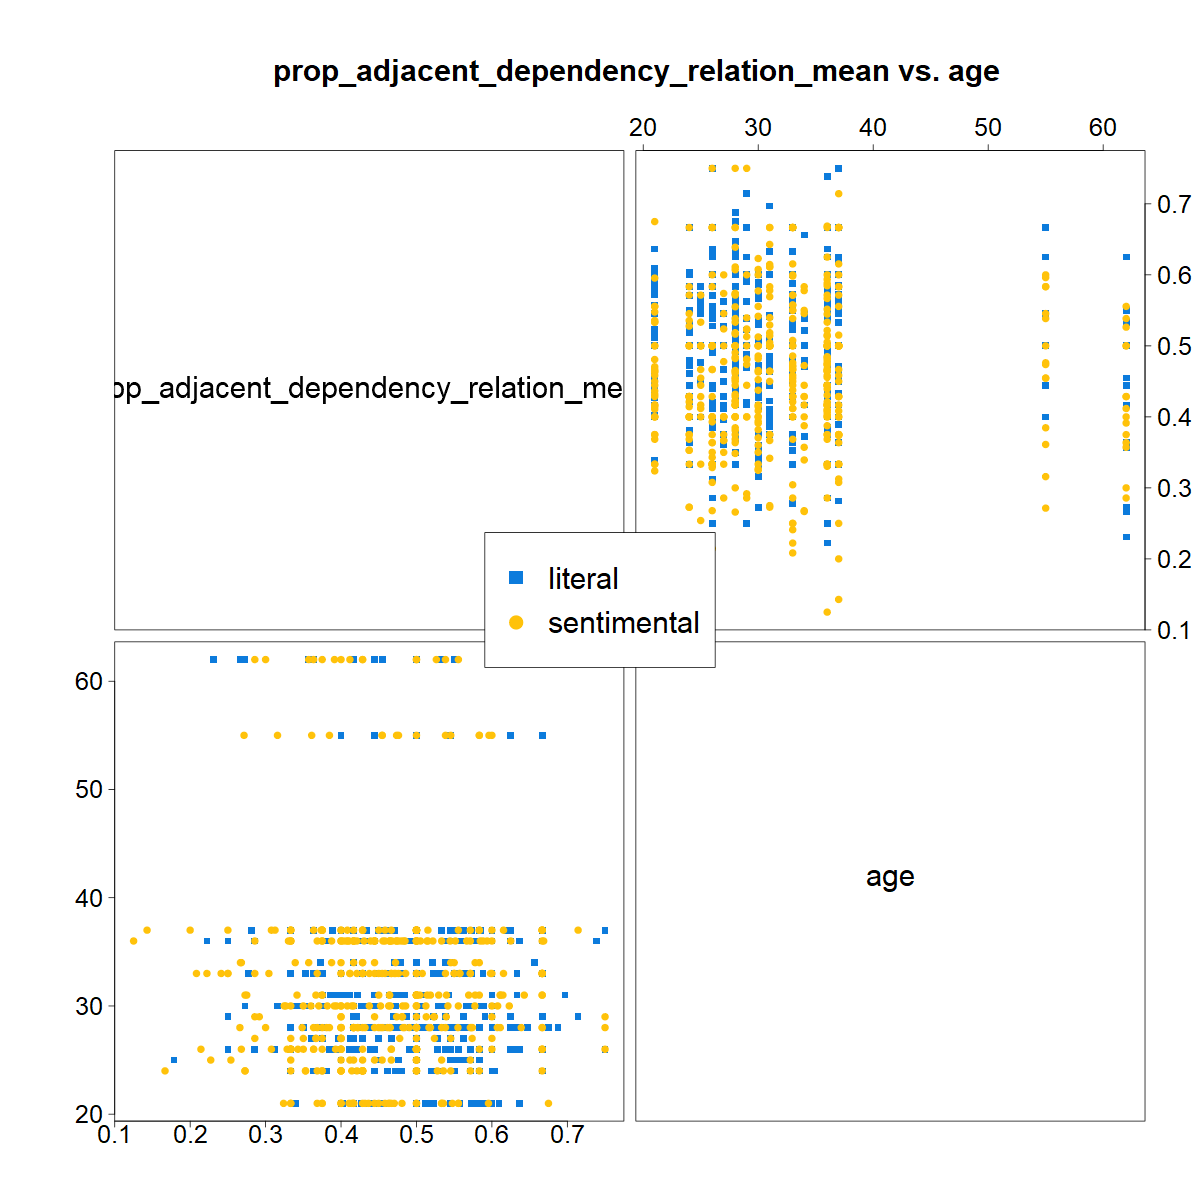 prop_adjacent_dependency_relation_mean vs. age
20 30 40 50 60
0.7
0.6
op_adjacent_dependency_relation_me
0.5
0.4
0.3
0.2
0.1
literal
sentimental
60
50
40
30
20
age
0.1 0.2 0.3 0.4 0.5 0.6 0.7